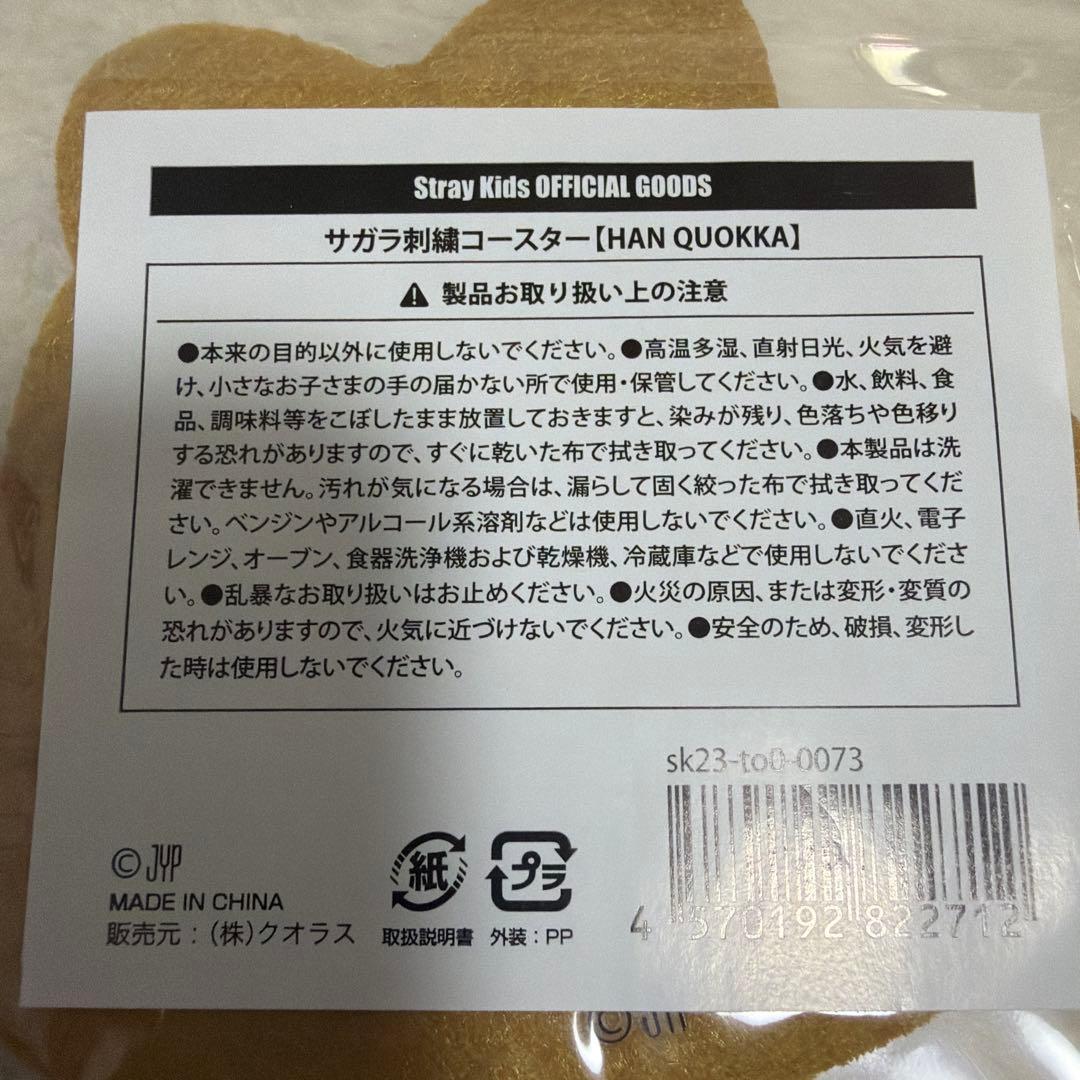 Stray Kids OFFICIAL GOODS
サガラ刺繍コースター【HAN QUOKKA】
製品お取り扱い上の注意
●本来の目的以外に使用しないでください。●高温多湿、直射日光、火気を避
け、小さなお子さまの手の届かない所で使用・保管してください。●水、飲料、食
品、調味料等をこぼしたまま放置しておきますと、染みが残り、色落ちや色移り
する恐れがありますので、すぐに乾いた布で拭き取ってください。●本製品は洗
濯できません。汚れが気になる場合は、濡らして固く絞った布で拭き取ってくだ
さい。ベンジンやアルコール系溶剤などは使用しないでください。●直火、電子
レンジ、オーブン、食器洗浄機および乾燥機、冷蔵庫などで使用しないでくださ
い。●乱暴なお取り扱いはお止めください。●火災の原因、または変形・変質の
恐れがありますので、火気に近づけないでください。●安全のため、破損、変形し
た時は使用しないでください。
sk23-to0-0073
4 570192 822712
© JYP
MADE IN CHINA
販売元：(株)クオラス
紙
取扱説明書
プラ
外装：PP
© JYP